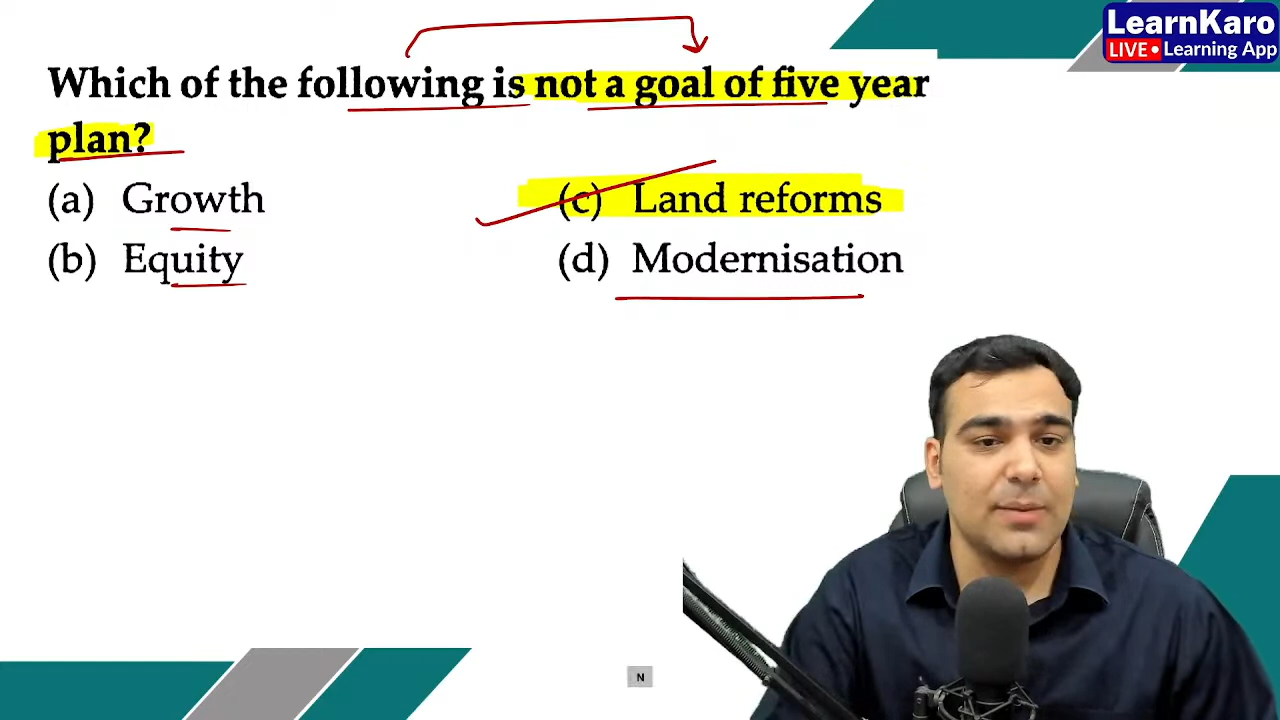 LearnKaro
LIVE • Learning App
Which of the following is not a goal of five year
plan?
(a) Growth
(c) Land reforms
(b) Equity
(d) Modernisation
N